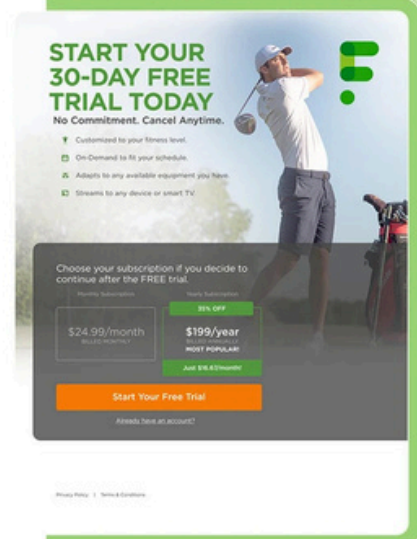 START YOUR
30-DAY FREE
TRIAL TODAY
No Commitment. Cancel Anytime.
Customized to your fitness level.
On-Demand to fit your schedule.
Adapts to any available equipment you have.
Streams to any device or smart TV.
Choose your subscription if you decide to
continue after the FREE trial.
Monthly Subscription
Yearly Subscription
35% OFF
$24.99/month
BILLED MONTHLY
$199/year
BILLED ANNUALLY
MOST POPULAR!
Just $16.67/month!
Start Your Free Trial
Already have an account?
Privacy Policy | Terms & Conditions